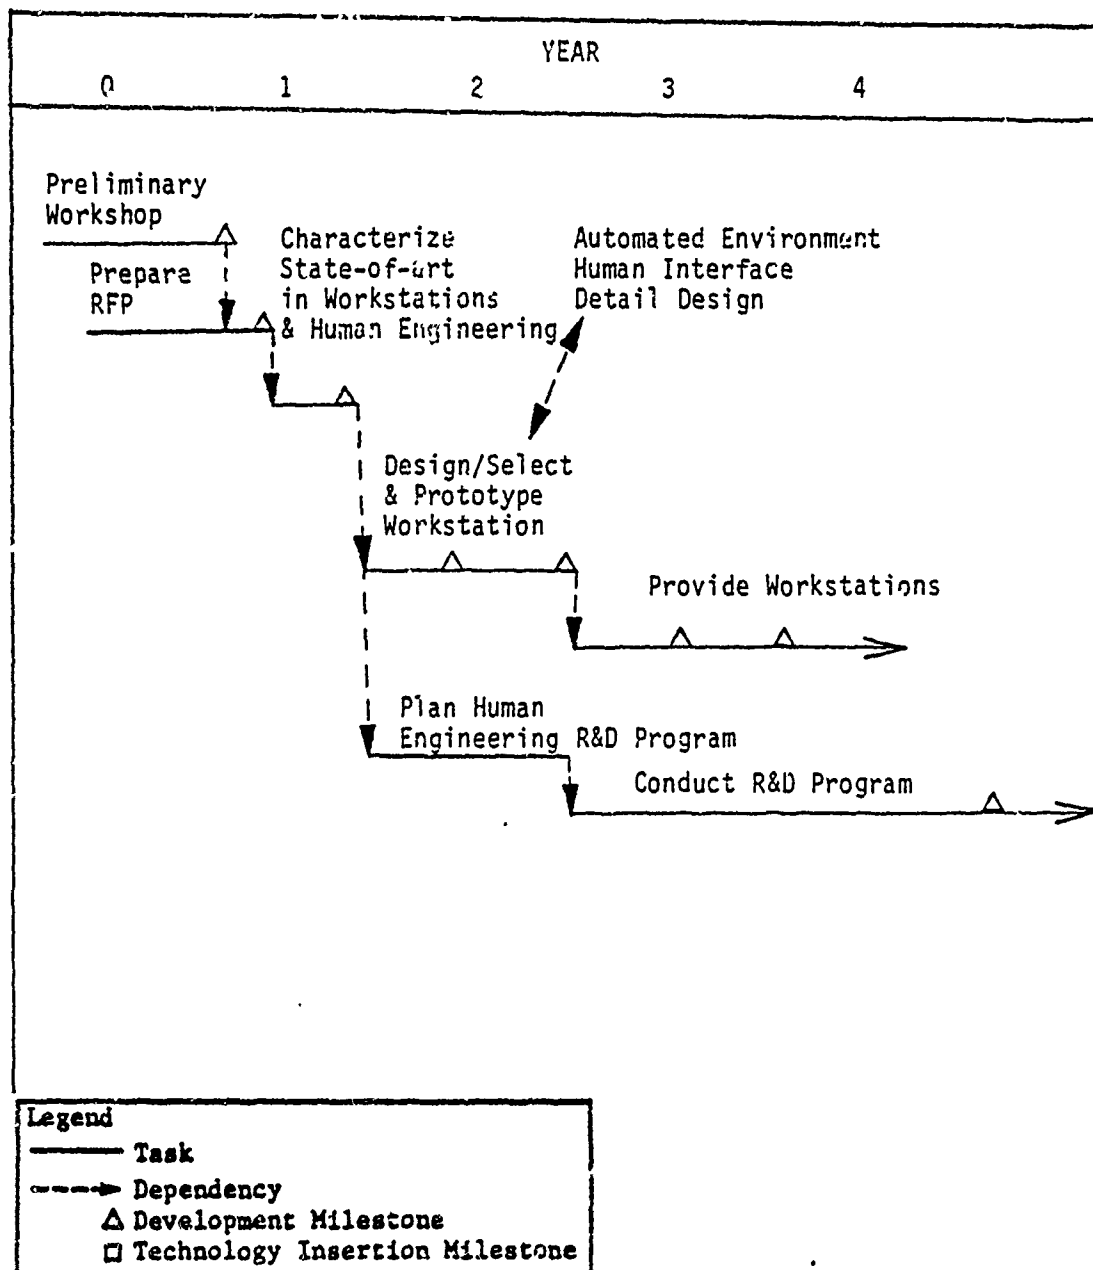 YEAR
0 1 2 3 4
Preliminary
Workshop
Prepare
RFP
Characterize
State-of-art
in Workstations
& Human Engineering
Automated Environment
Human Interface
Detail Design
Design/Select
& Prototype
Workstation
Provide Workstations
Plan Human
Engineering R&D Program
Conduct R&D Program
Legend
Task
Dependency
Development Milestone
Technology Insertion Milestone